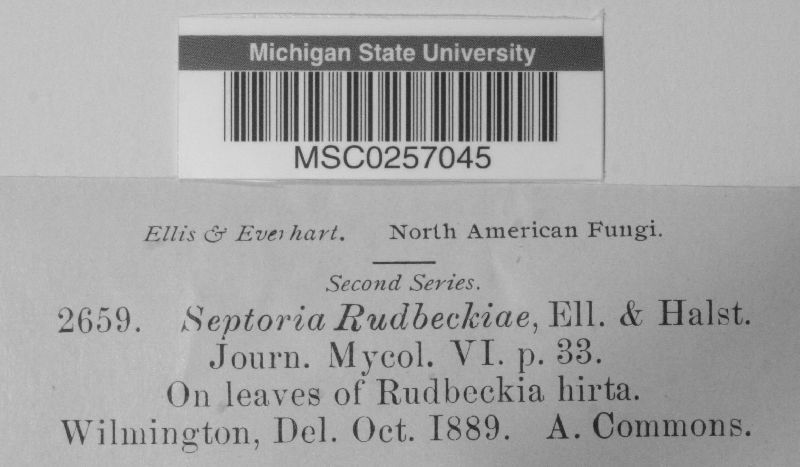 Michigan State University
MSC0257045
Ellis & Everhart. North American Fungi.
Second Series.
2659. Septoria Rudbeckiae, Ell. & Halst.
Journ. Mycol. VI. p. 33.
On leaves of Rudbeckia hirta.
Wilmington, Del. Oct. 1889. A. Commons.